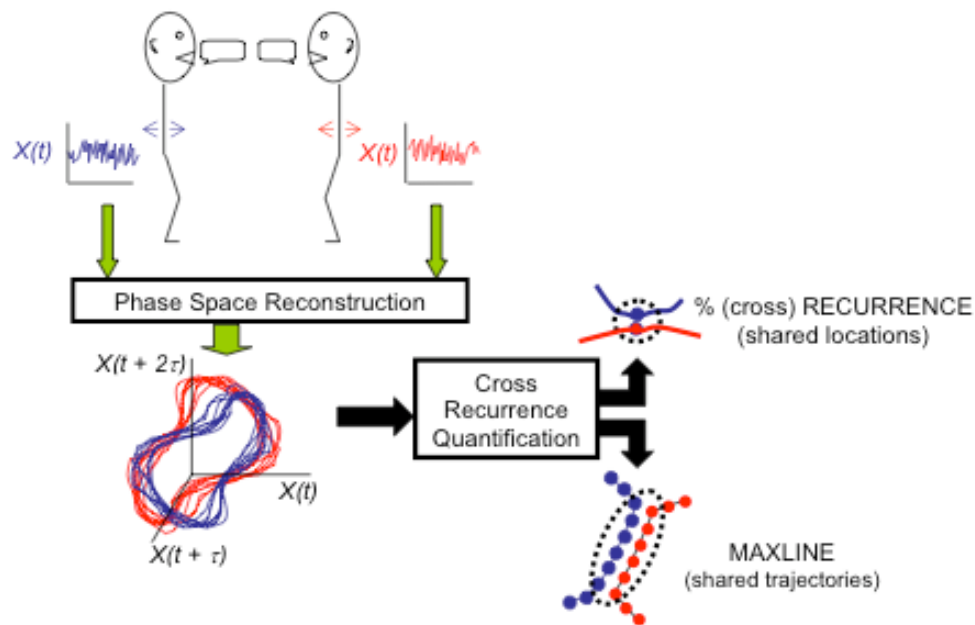 X(t)
X(t)
Phase Space Reconstruction
% (cross) RECURRENCE
(shared locations)
X(t + 2τ)
Cross
Recurrence
Quantification
X(t)
X(t + τ)
MAXLINE
(shared trajectories)